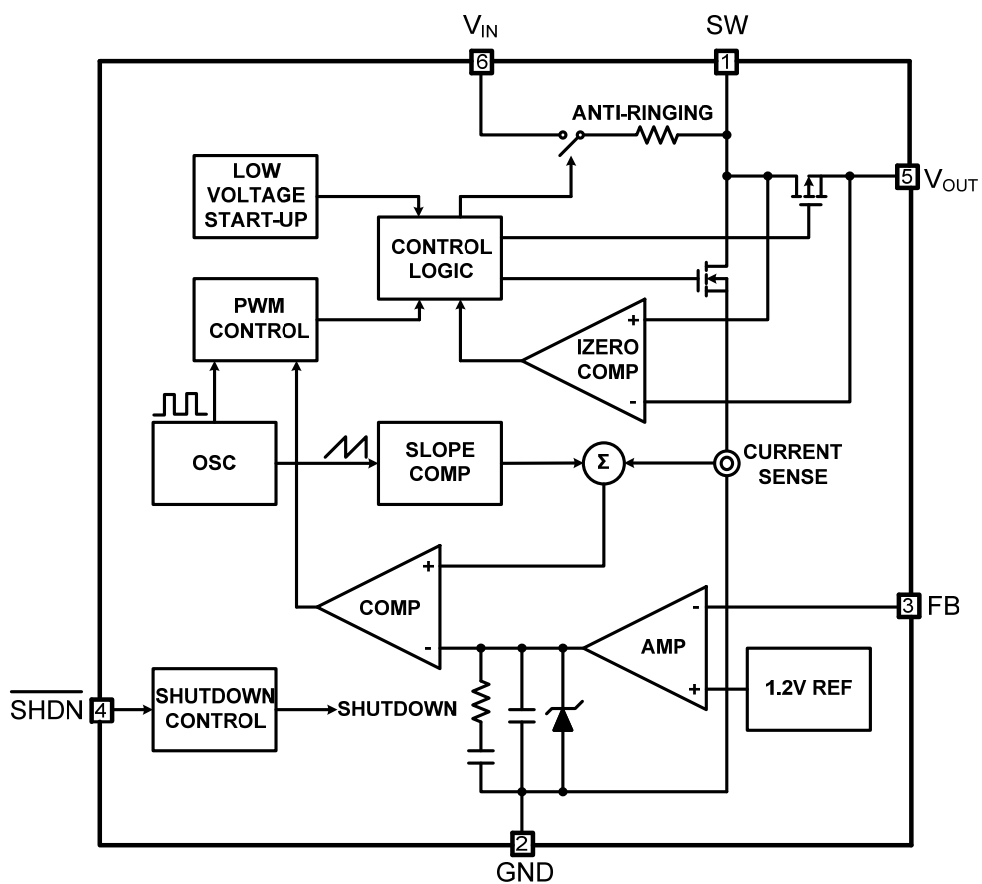 VIN
SW
6
1
ANTI-RINGING
LOW
VOLTAGE
START-UP
5
VOUT
CONTROL
LOGIC
PWM
CONTROL
+
IZERO
COMP
-
OSC
SLOPE
COMP
Σ
CURRENT
SENSE
+
COMP
-
-
AMP
+
3
FB
1.2V REF
SHDN
4
SHUTDOWN
CONTROL
SHUTDOWN
2
GND